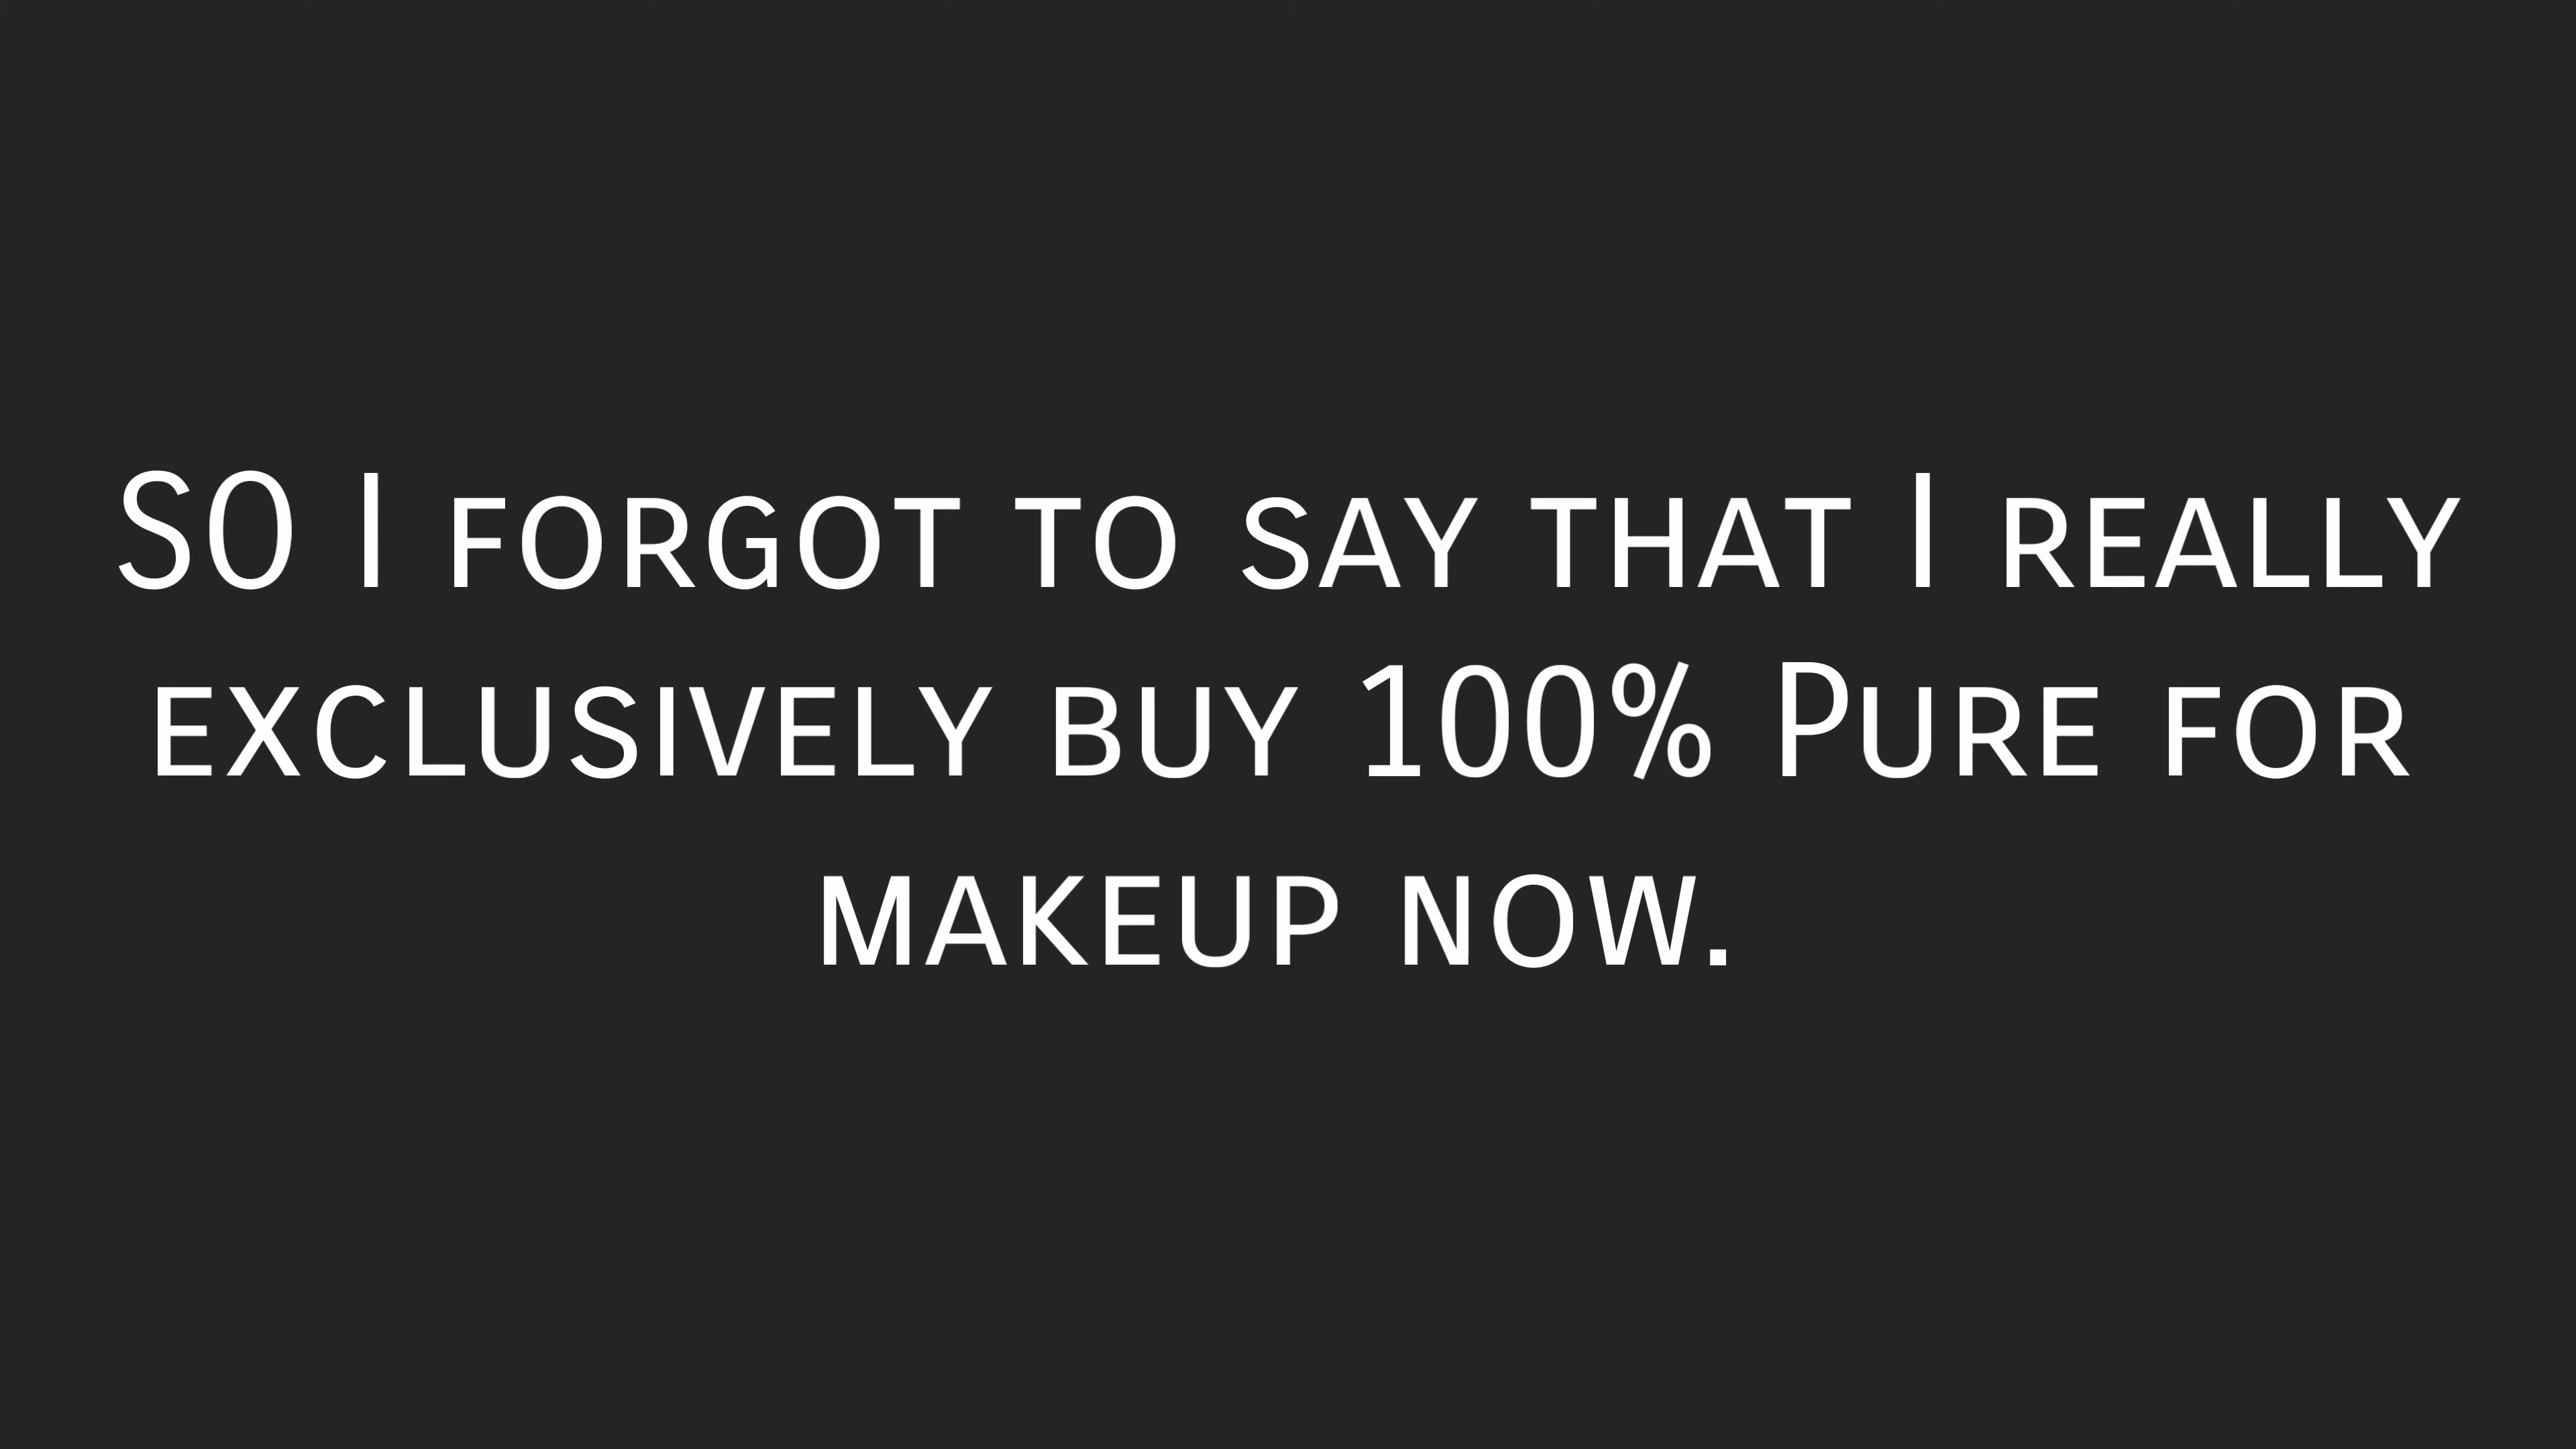 SO I forgot to say that I really
exclusively buy 100% Pure for
makeup now.